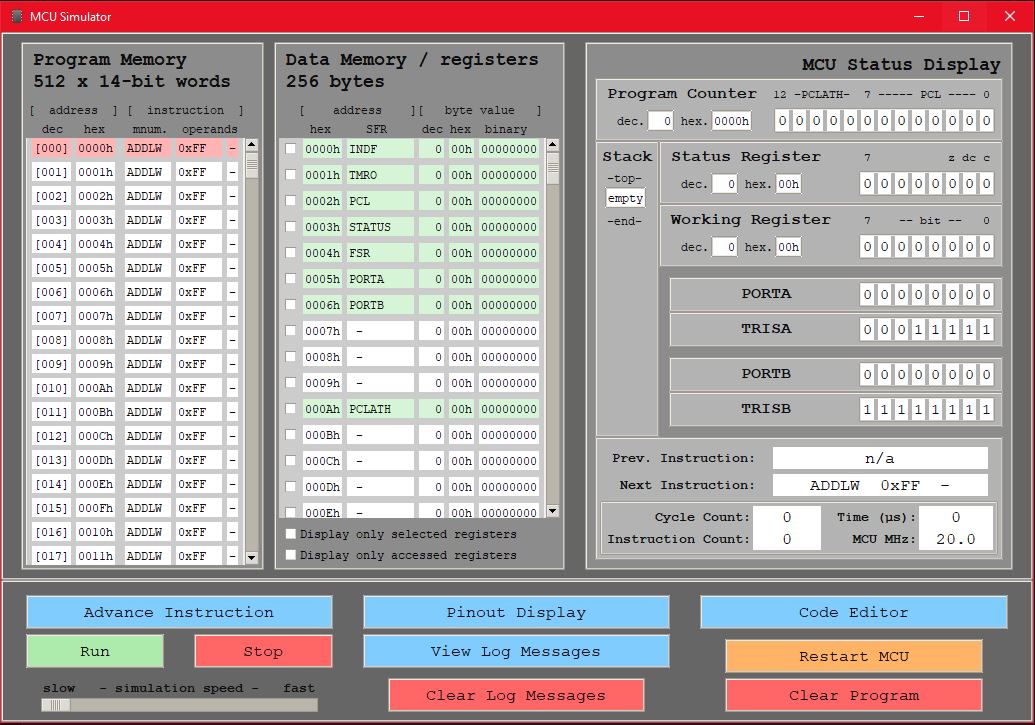 MCU Simulator
Program Memory
512 x 14-bit words
[ address ] [ instruction ]
dec hex mnum. operands
[000] 0000h ADDLW 0xFF -
[001] 0001h ADDLW 0xFF -
[002] 0002h ADDLW 0xFF -
[003] 0003h ADDLW 0xFF -
[004] 0004h ADDLW 0xFF -
[005] 0005h ADDLW 0xFF -
[006] 0006h ADDLW 0xFF -
[007] 0007h ADDLW 0xFF -
[008] 0008h ADDLW 0xFF -
[009] 0009h ADDLW 0xFF -
[010] 000Ah ADDLW 0xFF -
[011] 000Bh ADDLW 0xFF -
[012] 000Ch ADDLW 0xFF -
[013] 000Dh ADDLW 0xFF -
[014] 000Eh ADDLW 0xFF -
[015] 000Fh ADDLW 0xFF -
[016] 0010h ADDLW 0xFF -
[017] 0011h ADDLW 0xFF -
Data Memory / registers
256 bytes
[ address ][ byte value ]
hex SFR dec hex binary
0000h INDF 0 00h 00000000
0001h TMRO 0 00h 00000000
0002h PCL 0 00h 00000000
0003h STATUS 0 00h 00000000
0004h FSR 0 00h 00000000
0005h PORTA 0 00h 00000000
0006h PORTB 0 00h 00000000
0007h - 0 00h 00000000
0008h - 0 00h 00000000
0009h - 0 00h 00000000
000Ah PCLATH 0 00h 00000000
000Bh - 0 00h 00000000
000Ch - 0 00h 00000000
000Dh - 0 00h 00000000
000Eh - 0 00h 00000000
Display only selected registers
Display only accessed registers
MCU Status Display
Program Counter 12 -PCLATH- 7 ----- PCL ---- 0
dec. 0 hex. 0000h 0 0 0 0 0 0 0 0 0 0 0 0 0
Stack
-top-
empty
-end-
Status Register 7 z dc c
dec. 0 hex. 00h 0 0 0 0 0 0 0 0
Working Register 7 -- bit -- 0
dec. 0 hex. 00h 0 0 0 0 0 0 0 0
PORTA 0 0 0 0 0 0 0 0
TRISA 0 0 0 1 1 1 1 1
PORTB 0 0 0 0 0 0 0 0
TRISB 1 1 1 1 1 1 1 1
Prev. Instruction: n/a
Next Instruction: ADDLW 0xFF -
Cycle Count: 0 Time (µs): 0
Instruction Count: 0 MCU MHz: 20.0
Advance Instruction
Run Stop
slow - simulation speed - fast
Pinout Display
View Log Messages
Clear Log Messages
Code Editor
Restart MCU
Clear Program